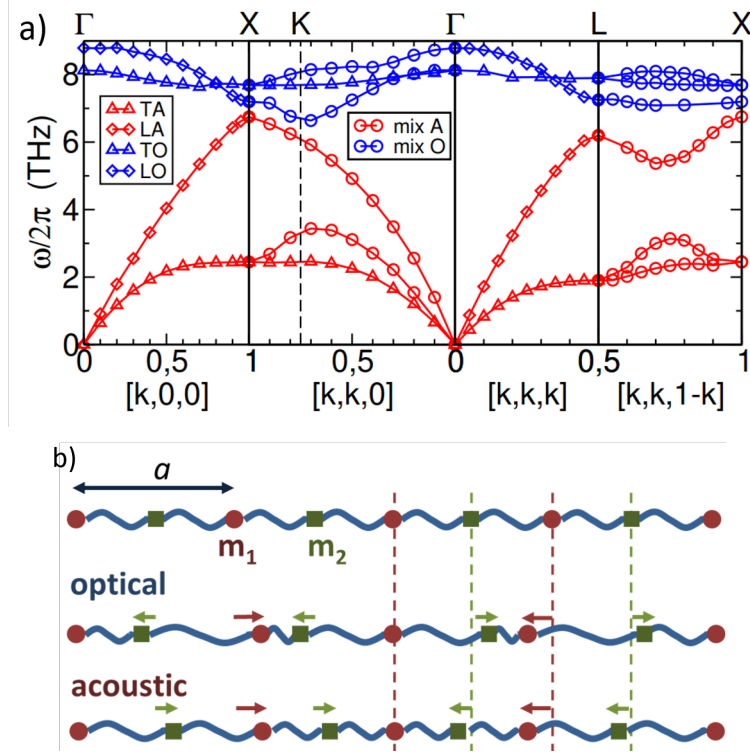 a)
Γ X K Γ L X
8
6
4
2
0
ω/2π (THz)
TA
LA
TO
LO
mix A
mix O
0 0,5 1 0,5 0 0,5 1
[k,0,0] [k,k,0] [k,k,k] [k,k,1-k]
b)
a
m1 m2
optical
acoustic